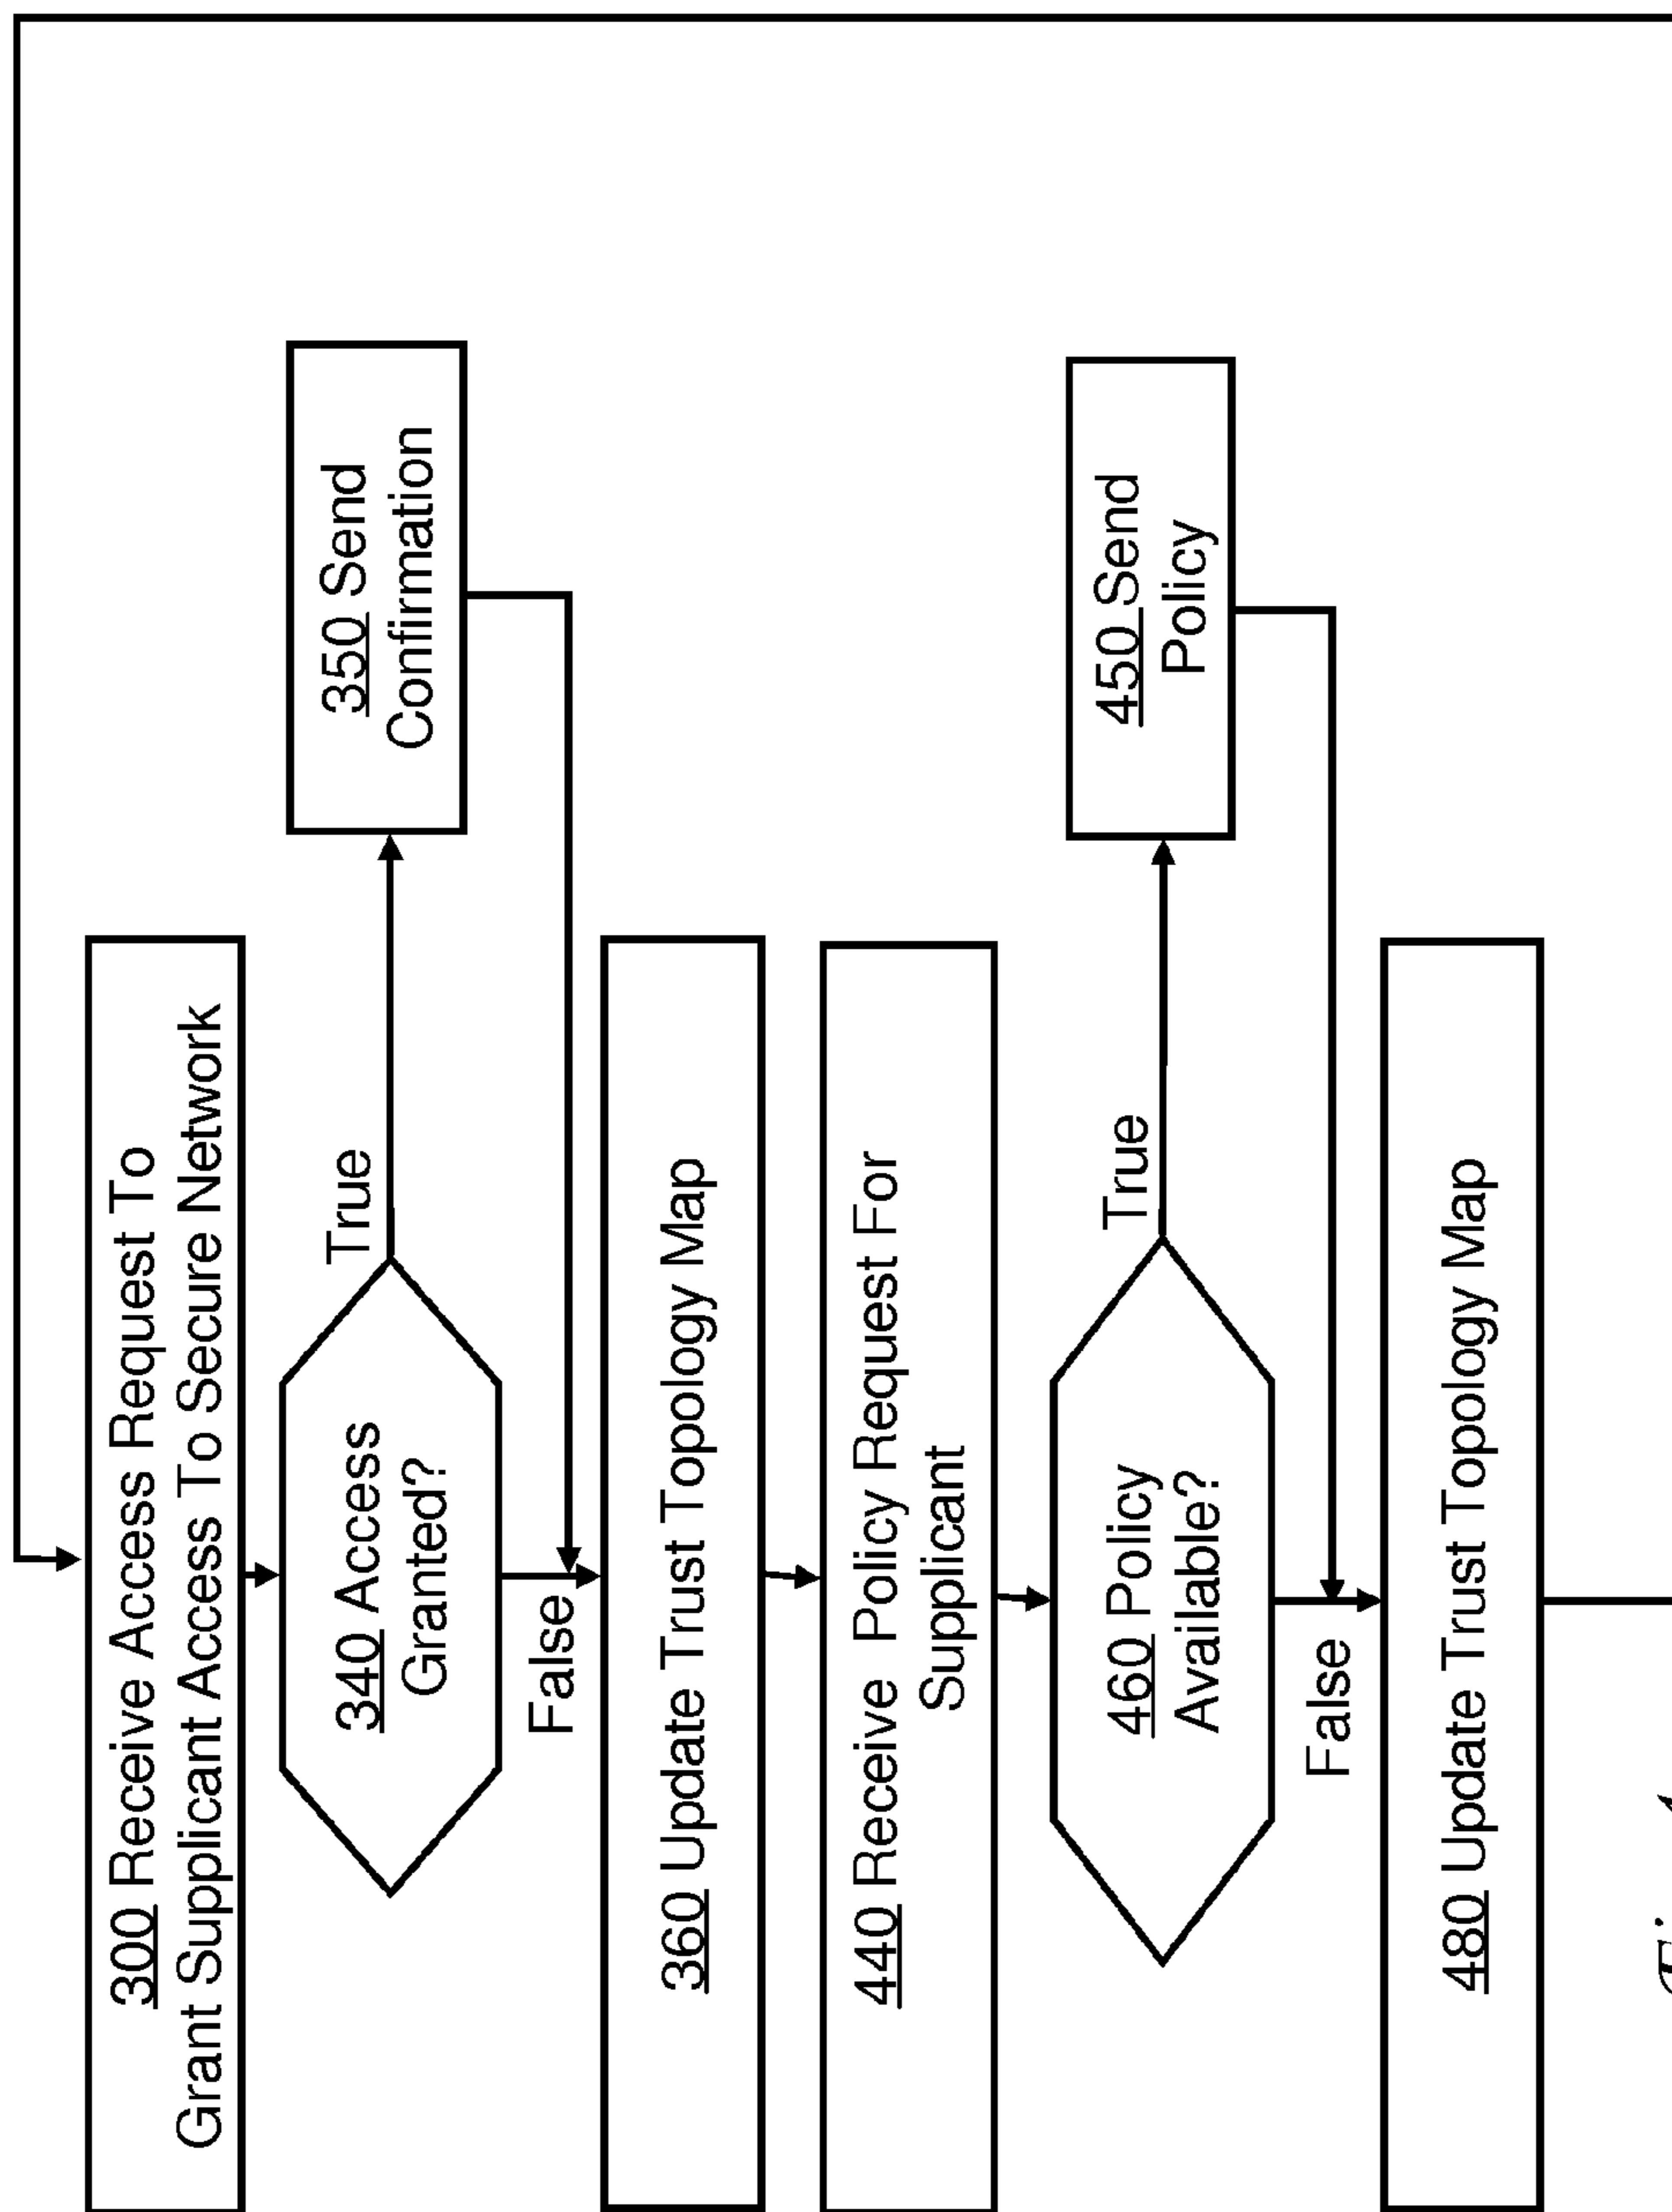 300 Receive Access Request To
Grant Supplicant Access To Secure Network
340 Access
Granted?
True
350 Send
Confirmation
False
360 Update Trust Topology Map
440 Receive Policy Request For
Supplicant
460 Policy
Available?
True
450 Send
Policy
False
480 Update Trust Topology Map